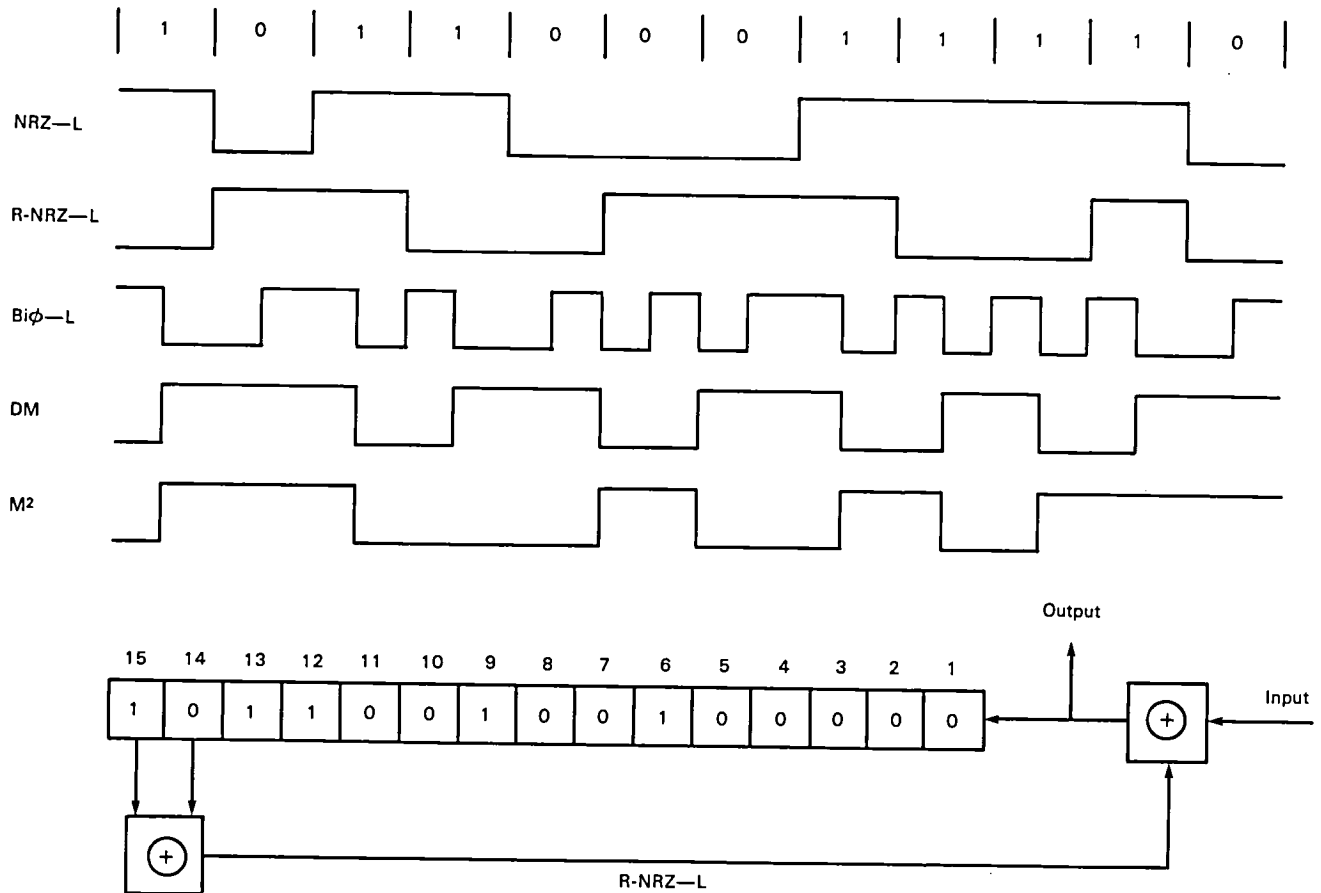 1 0 1 1 0 0 0 1 1 1 1 0
NRZ—L
R-NRZ—L
Biϕ—L
DM
M²
Output
15 14 13 12 11 10 9 8 7 6 5 4 3 2 1
1 0 1 1 0 0 1 0 0 1 0 0 0 0 0
Input
R-NRZ—L